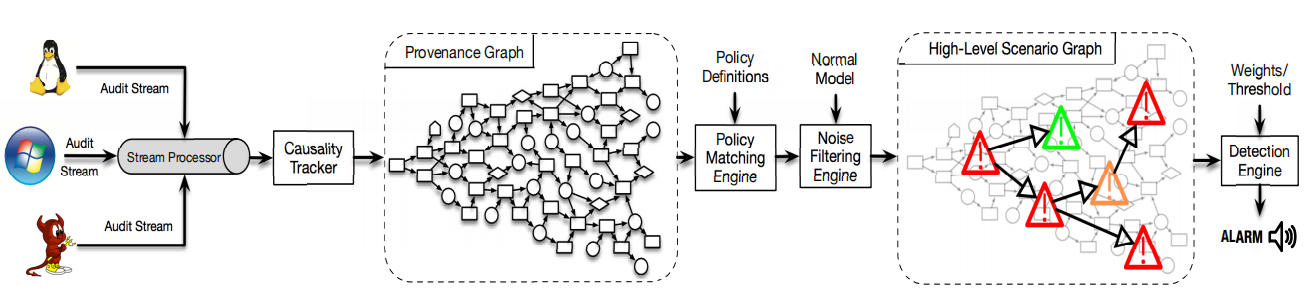 Audit Stream
Audit
Stream
Audit Stream
Stream Processor
Causality
Tracker
Provenance Graph
Policy
Definitions
Policy
Matching
Engine
Normal
Model
Noise
Filtering
Engine
High-Level Scenario Graph
Weights/
Threshold
Detection
Engine
ALARM